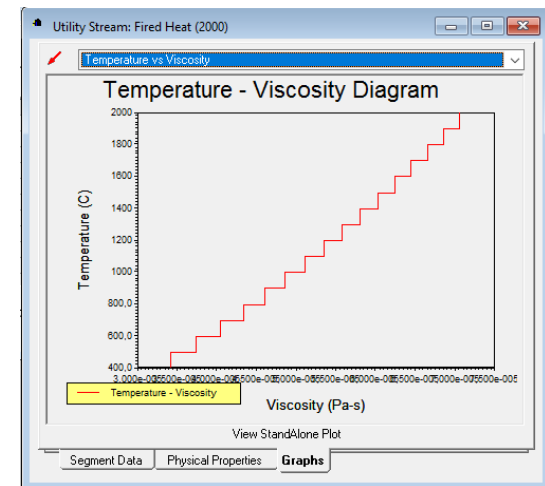 Utility Stream: Fired Heat (2000)
Temperature vs Viscosity
Temperature - Viscosity Diagram
2000
1800
1600
1400
1200
1000
800,0
600,0
400,0
Temperature (C)
Temperature - Viscosity
Viscosity (Pa-s)
View StandAlone Plot
Segment Data Physical Properties Graphs